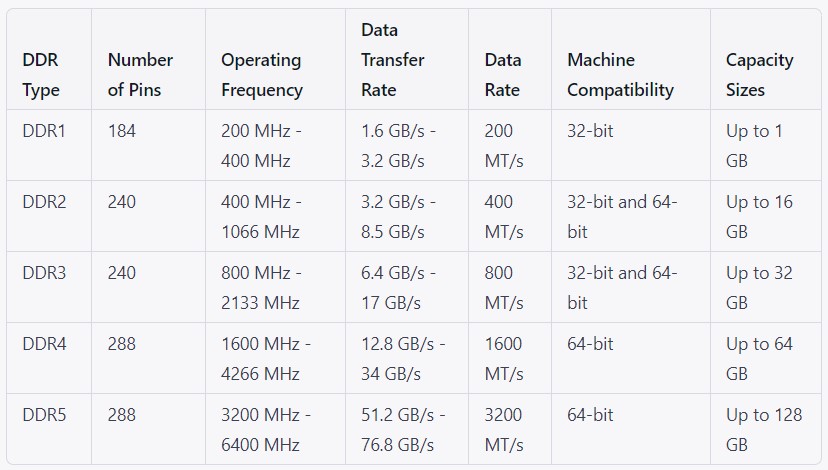 DDR Type | Number of Pins | Operating Frequency | Data Transfer Rate | Data Rate | Machine Compatibility | Capacity Sizes
DDR1 | 184 | 200 MHz - 400 MHz | 1.6 GB/s - 3.2 GB/s | 200 MT/s | 32-bit | Up to 1 GB
DDR2 | 240 | 400 MHz - 1066 MHz | 3.2 GB/s - 8.5 GB/s | 400 MT/s | 32-bit and 64-bit | Up to 16 GB
DDR3 | 240 | 800 MHz - 2133 MHz | 6.4 GB/s - 17 GB/s | 800 MT/s | 32-bit and 64-bit | Up to 32 GB
DDR4 | 288 | 1600 MHz - 4266 MHz | 12.8 GB/s - 34 GB/s | 1600 MT/s | 64-bit | Up to 64 GB
DDR5 | 288 | 3200 MHz - 6400 MHz | 51.2 GB/s - 76.8 GB/s | 3200 MT/s | 64-bit | Up to 128 GB